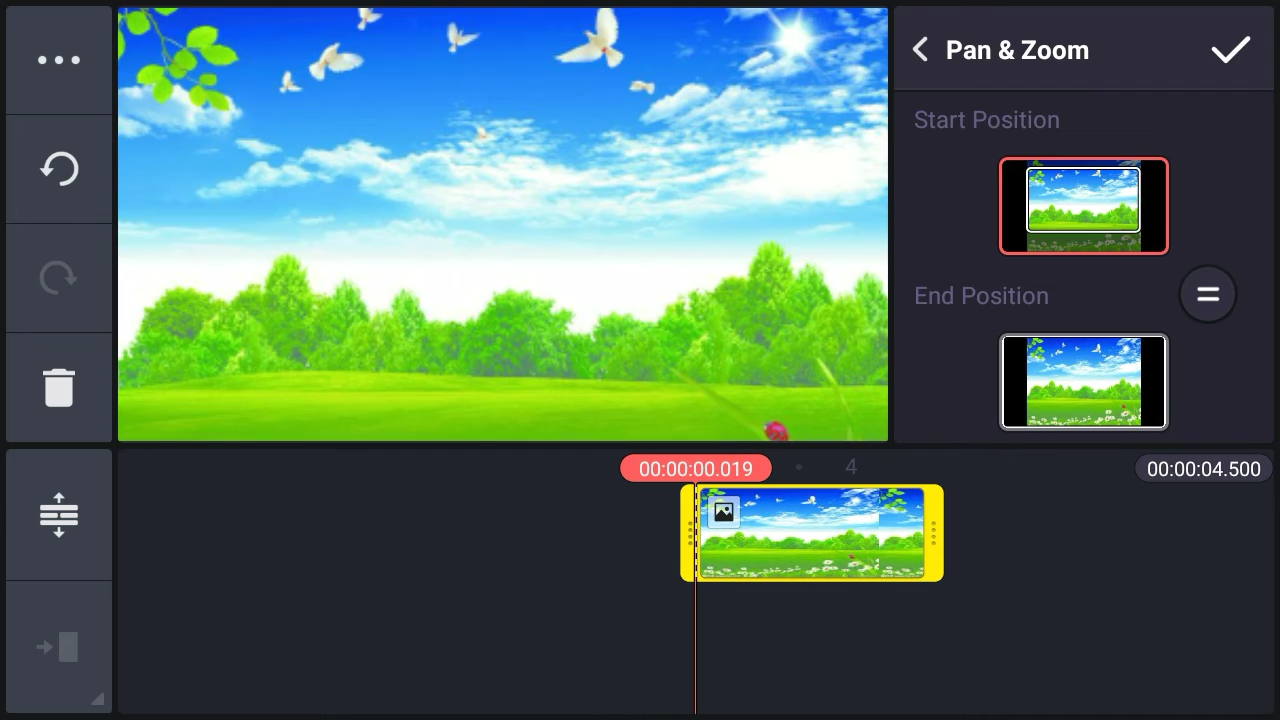 Pan & Zoom
Start Position
End Position
=
00:00:00.019
4
00:00:04.500